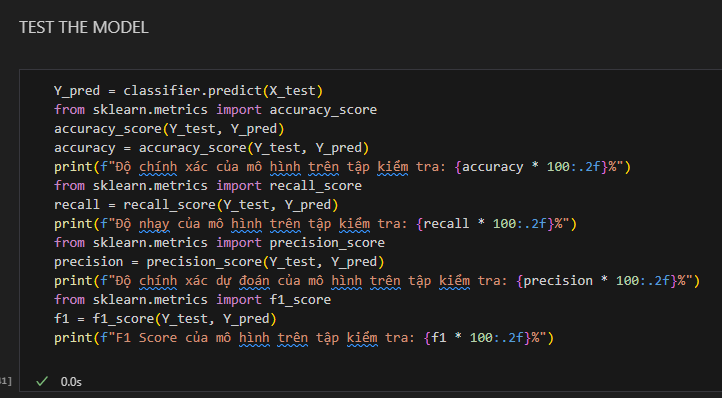 TEST THE MODEL
Y_pred = classifier.predict(X_test)
from sklearn.metrics import accuracy_score
accuracy_score(Y_test, Y_pred)
accuracy = accuracy_score(Y_test, Y_pred)
print(f"Độ chính xác của mô hình trên tập kiểm tra: {accuracy * 100:.2f}%")
from sklearn.metrics import recall_score
recall = recall_score(Y_test, Y_pred)
print(f"Độ nhạy của mô hình trên tập kiểm tra: {recall * 100:.2f}%")
from sklearn.metrics import precision_score
precision = precision_score(Y_test, Y_pred)
print(f"Độ chính xác dự đoán của mô hình trên tập kiểm tra: {precision * 100:.2f}%")
from sklearn.metrics import f1_score
f1 = f1_score(Y_test, Y_pred)
print(f"F1 Score của mô hình trên tập kiểm tra: {f1 * 100:.2f}%")
0.0s